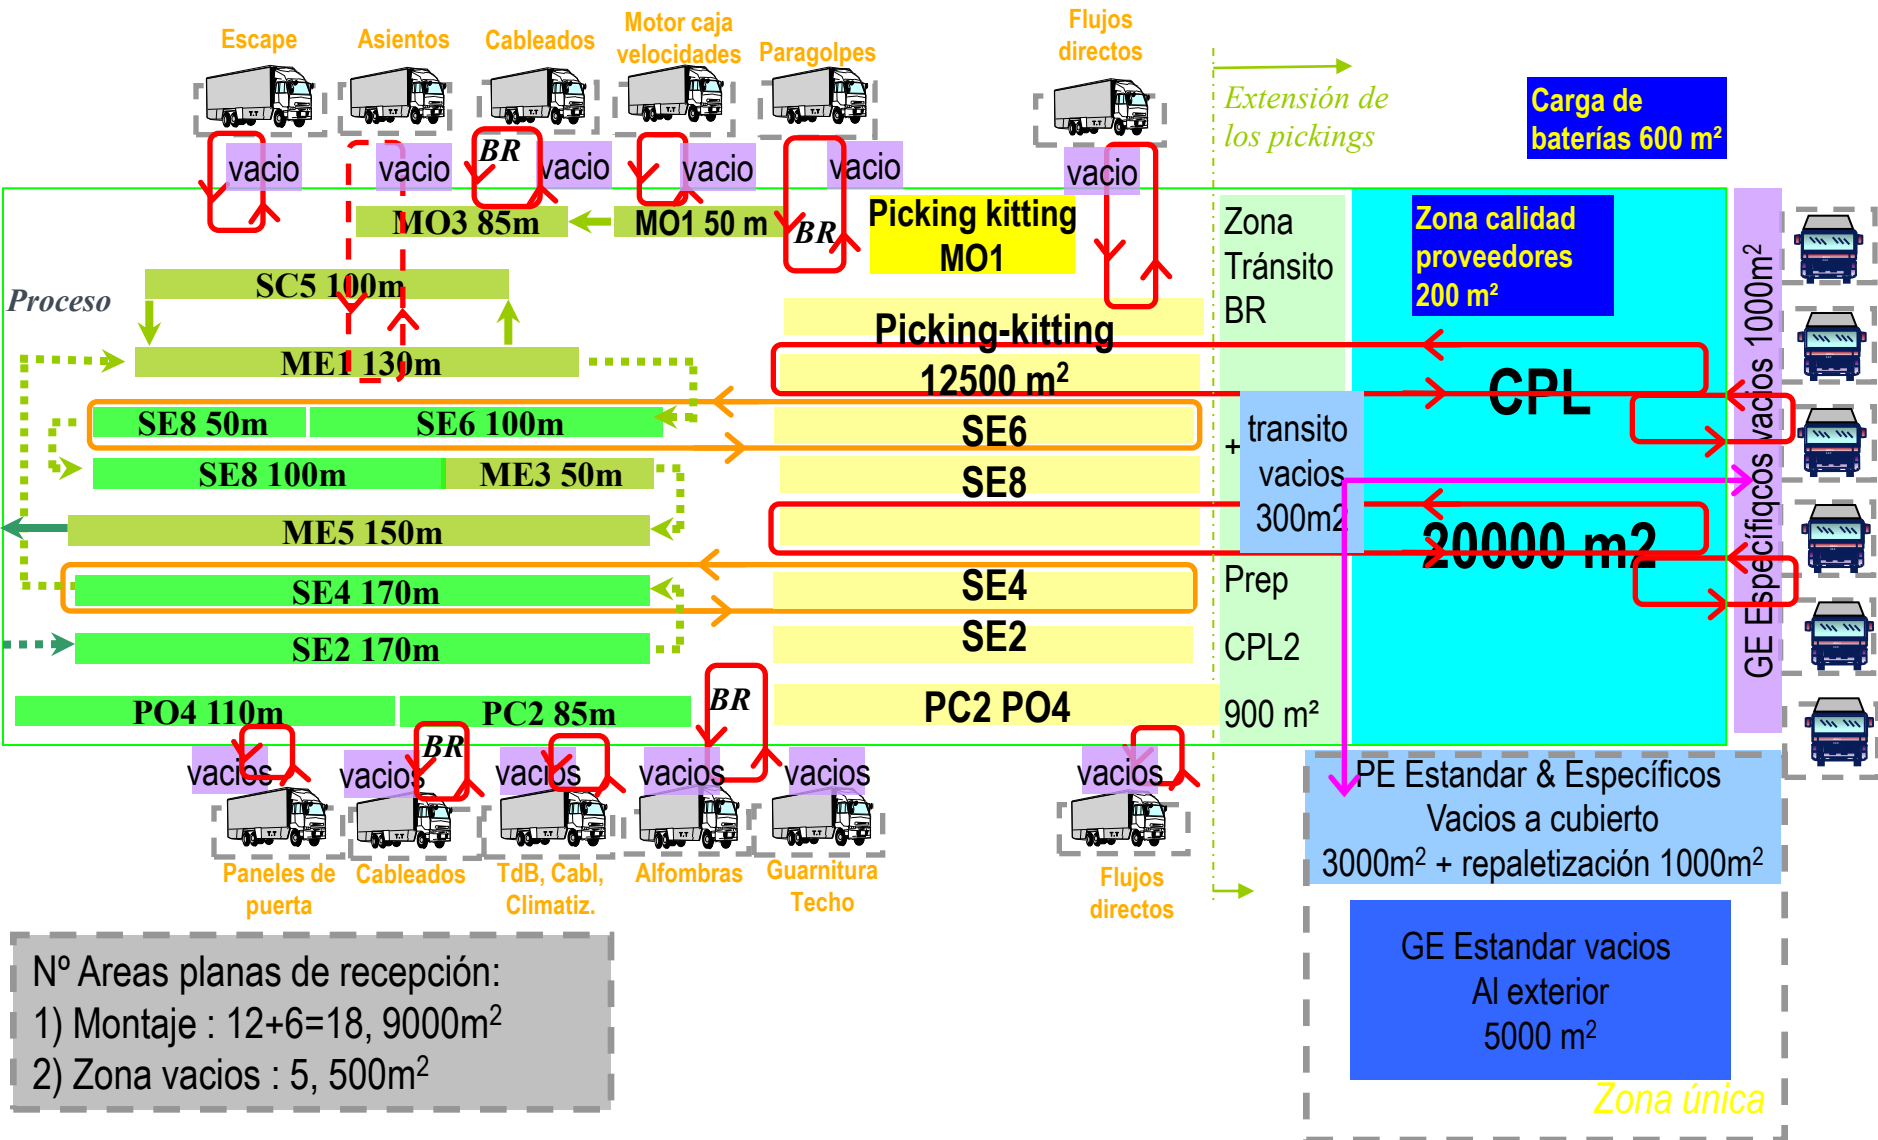 Escape
Asientos
Cableados
Motor caja
velocidades
Paragolpes
Flujos
directos
Extensión de
los pickings
Carga de
baterías 600 m²
T.T
T.T
T.T
T.T
T.T
T.T
vacio
vacio
BR
vacio
vacio
vacio
vacio
MO3 85m
MO1 50 m
BR
Picking kitting
MO1
Zona
Tránsito
BR
Zona calidad
proveedores
200 m²
GE Específiqcos vacios 1000m²
Proceso
SC5 100m
ME1 130m
Picking-kitting
12500 m²
CPL
SE8 50m
SE6 100m
SE6
+
transito
vacios
300m2
SE8 100m
ME3 50m
SE8
ME5 150m
20000 m2
SE4 170m
SE4
Prep
SE2 170m
SE2
CPL2
PO4 110m
PC2 85m
BR
PC2 PO4
900 m²
vacios
vacios
BR
vacios
vacios
vacios
vacios
T.T
T.T
T.T
T.T
T.T
T.T
Paneles de
puerta
Cableados
TdB, Cabl,
Climatiz.
Alfombras
Guarnitura
Techo
Flujos
directos
PE Estandar & Específicos
Vacios a cubierto
3000m² + repaletización 1000m²
GE Estandar vacios
Al exterior
5000 m²
Zona única
Nº Areas planas de recepción:
1) Montaje : 12+6=18, 9000m²
2) Zona vacios : 5, 500m²